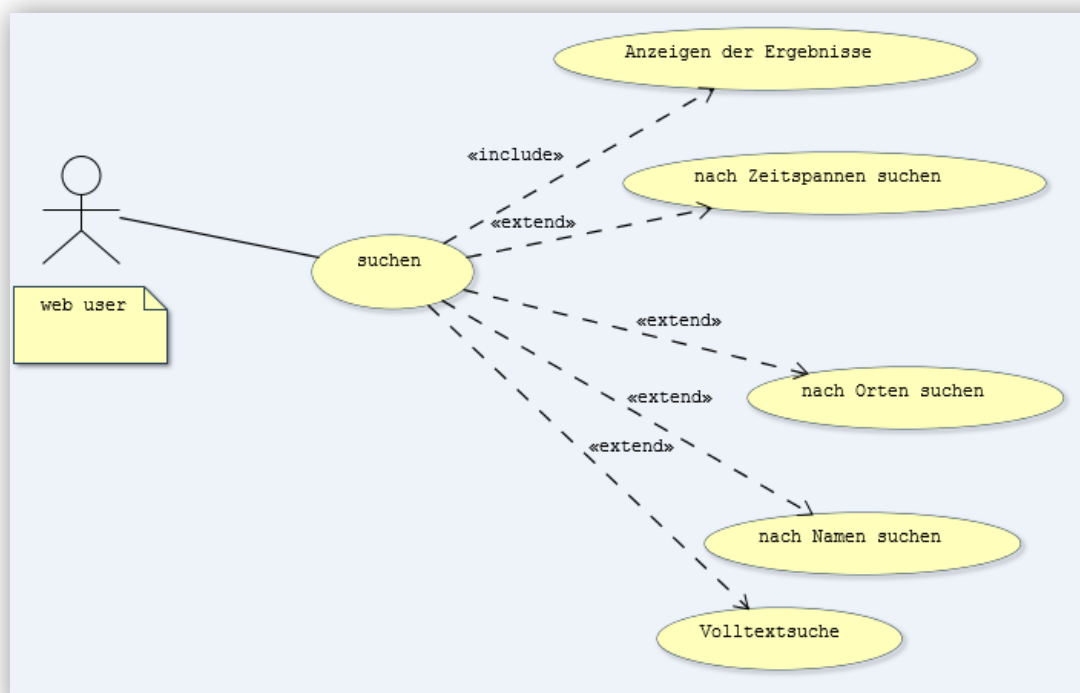 Anzeigen der Ergebnisse
«include»
nach Zeitspannen suchen
«extend»
suchen
web user
«extend»
nach Orten suchen
«extend»
«extend»
nach Namen suchen
Volltextsuche